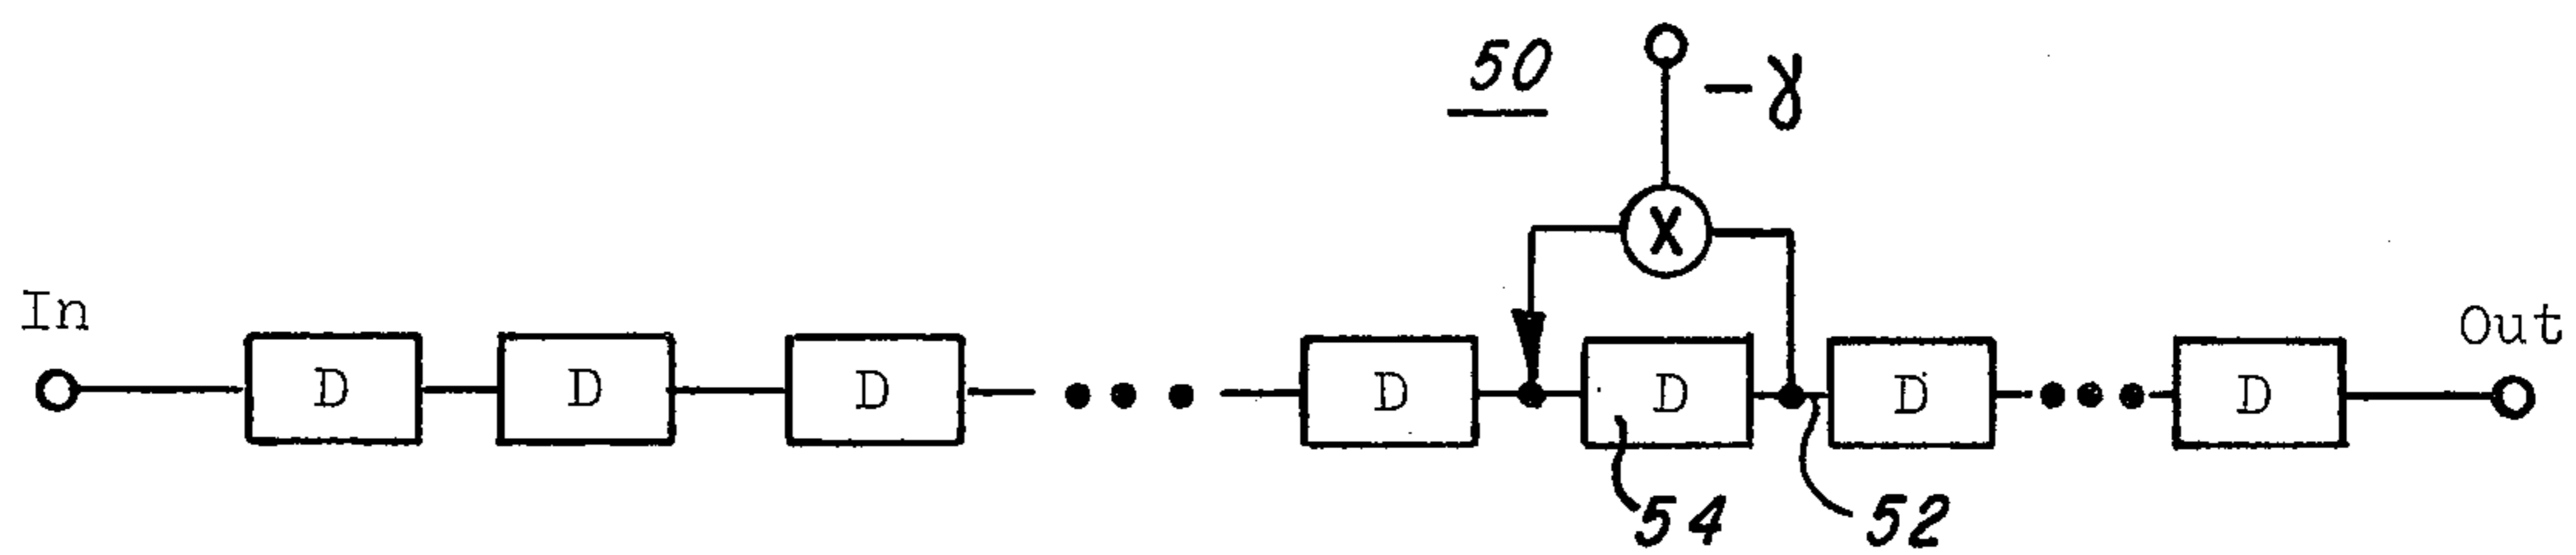 50
-γ
X
In
Out
D D D ••• D D D ••• D
54
52